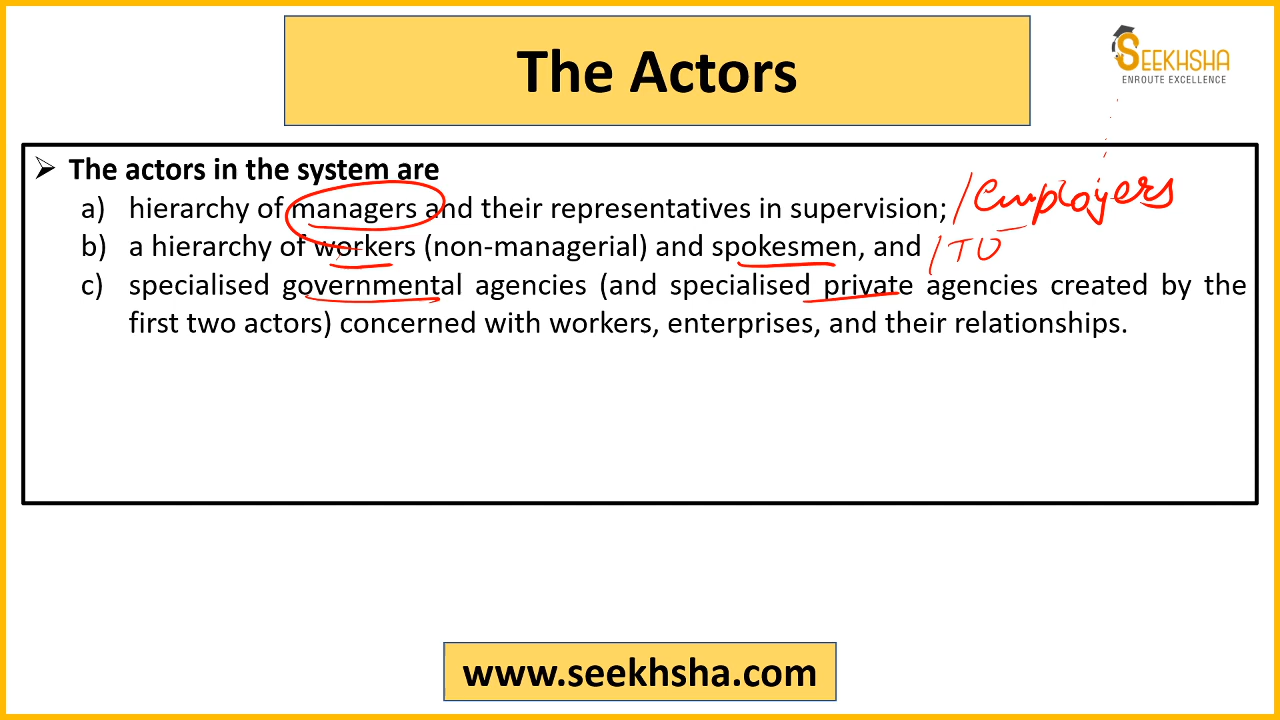 The Actors
SEEKHSHA
ENROUTE EXCELLENCE
➢ The actors in the system are
a) hierarchy of managers and their representatives in supervision; / employers
b) a hierarchy of workers (non-managerial) and spokesmen, and / TU
c) specialised governmental agencies (and specialised private agencies created by the
first two actors) concerned with workers, enterprises, and their relationships.
www.seekhsha.com